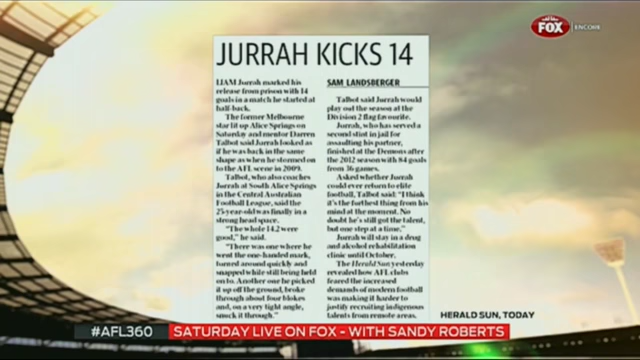 FOX
ENCORE
JURRAH KICKS 14
LIAM Jurrah marked his
release from prison with 14
goals in a match he started at
half-back.
The former Melbourne
star lit up Alice Springs on
Saturday and mentor Darren
Talbot said Jurrah looked as
if he was back in the same
shape as when he stormed on
to the AFL scene in 2009.
Talbot, who also coaches
Jurrah at South Alice Springs
in the Central Australian
Football League, said the
25-year-old was finally in a
strong head space.
"The whole 14.2 were
good," he said.
"There was one where he
went the one-handed mark,
turned around quickly and
snapped while still being held
on to. Another one he picked
it up off the ground, broke
through about four blokes
and, on a very tight angle,
snuck it through."
SAM LANDSBERGER
Talbot said Jurrah would
play out the season at the
Division 2 flag favourite.
Jurrah, who has served a
second stint in jail for
assaulting his partner,
finished at the Demons after
the 2012 season with 84 goals
from 36 games.
Asked whether Jurrah
could ever return to elite
football, Talbot said: "I think
it's the forthest thing from his
mind at the moment. No
doubt he's still got the talent,
but one step at a time."
Jurrah will stay in a drug
and alcohol rehabilitation
clinic until October.
The Herald Sun yesterday
revealed how AFL clubs
feared the increased
demands of modern football
was making it harder to
justify recruiting indigenous
talent from remote areas.
HERALD SUN, TODAY
#AFL360 SATURDAY LIVE ON FOX - WITH SANDY ROBERTS